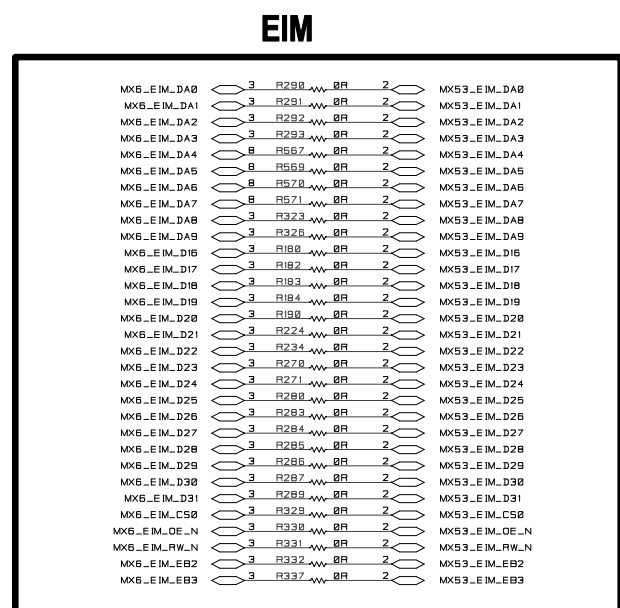 EIM
MX6_EIM_DA0 3 R290 0R 2 MX53_EIM_DA0
MX6_EIM_DA1 3 R291 0R 2 MX53_EIM_DA1
MX6_EIM_DA2 3 R292 0R 2 MX53_EIM_DA2
MX6_EIM_DA3 3 R293 0R 2 MX53_EIM_DA3
MX6_EIM_DA4 8 R567 0R 2 MX53_EIM_DA4
MX6_EIM_DA5 8 R569 0R 2 MX53_EIM_DA5
MX6_EIM_DA6 8 R570 0R 2 MX53_EIM_DA6
MX6_EIM_DA7 8 R571 0R 2 MX53_EIM_DA7
MX6_EIM_DA8 3 R323 0R 2 MX53_EIM_DA8
MX6_EIM_DA9 3 R326 0R 2 MX53_EIM_DA9
MX6_EIM_D16 3 R180 0R 2 MX53_EIM_D16
MX6_EIM_D17 3 R182 0R 2 MX53_EIM_D17
MX6_EIM_D18 3 R183 0R 2 MX53_EIM_D18
MX6_EIM_D19 3 R184 0R 2 MX53_EIM_D19
MX6_EIM_D20 3 R190 0R 2 MX53_EIM_D20
MX6_EIM_D21 3 R224 0R 2 MX53_EIM_D21
MX6_EIM_D22 3 R234 0R 2 MX53_EIM_D22
MX6_EIM_D23 3 R270 0R 2 MX53_EIM_D23
MX6_EIM_D24 3 R271 0R 2 MX53_EIM_D24
MX6_EIM_D25 3 R280 0R 2 MX53_EIM_D25
MX6_EIM_D26 3 R283 0R 2 MX53_EIM_D26
MX6_EIM_D27 3 R284 0R 2 MX53_EIM_D27
MX6_EIM_D28 3 R285 0R 2 MX53_EIM_D28
MX6_EIM_D29 3 R286 0R 2 MX53_EIM_D29
MX6_EIM_D30 3 R287 0R 2 MX53_EIM_D30
MX6_EIM_D31 3 R289 0R 2 MX53_EIM_D31
MX6_EIM_CS0 3 R329 0R 2 MX53_EIM_CS0
MX6_EIM_OE_N 3 R330 0R 2 MX53_EIM_OE_N
MX6_EIM_RW_N 3 R331 0R 2 MX53_EIM_RW_N
MX6_EIM_EB2 3 R332 0R 2 MX53_EIM_EB2
MX6_EIM_EB3 3 R337 0R 2 MX53_EIM_EB3